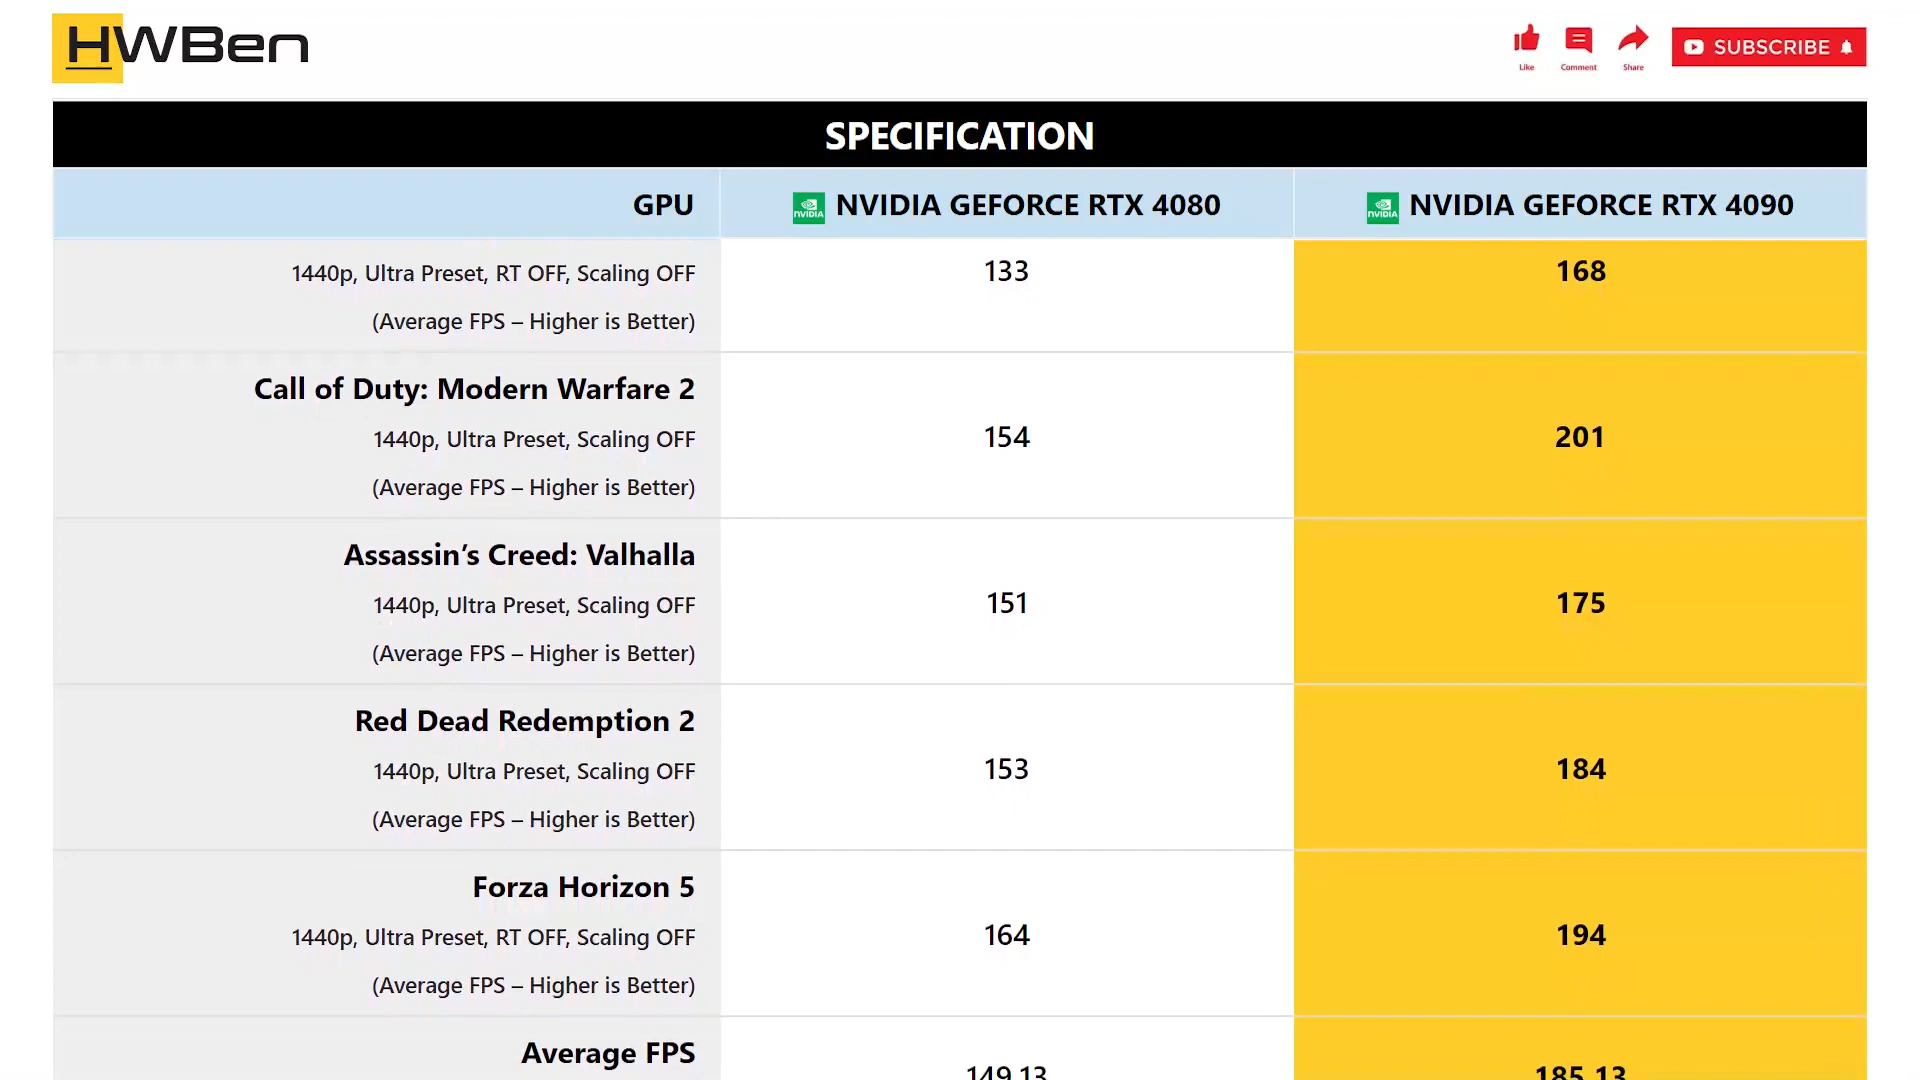 HWBen
Like
Comment
Share
SUBSCRIBE
SPECIFICATION
GPU
NVIDIA
NVIDIA GEFORCE RTX 4080
NVIDIA
NVIDIA GEFORCE RTX 4090
1440p, Ultra Preset, RT OFF, Scaling OFF
(Average FPS – Higher is Better)
133
168
Call of Duty: Modern Warfare 2
1440p, Ultra Preset, Scaling OFF
(Average FPS – Higher is Better)
154
201
Assassin’s Creed: Valhalla
1440p, Ultra Preset, Scaling OFF
(Average FPS – Higher is Better)
151
175
Red Dead Redemption 2
1440p, Ultra Preset, Scaling OFF
(Average FPS – Higher is Better)
153
184
Forza Horizon 5
1440p, Ultra Preset, RT OFF, Scaling OFF
(Average FPS – Higher is Better)
164
194
Average FPS
149.13
185.13